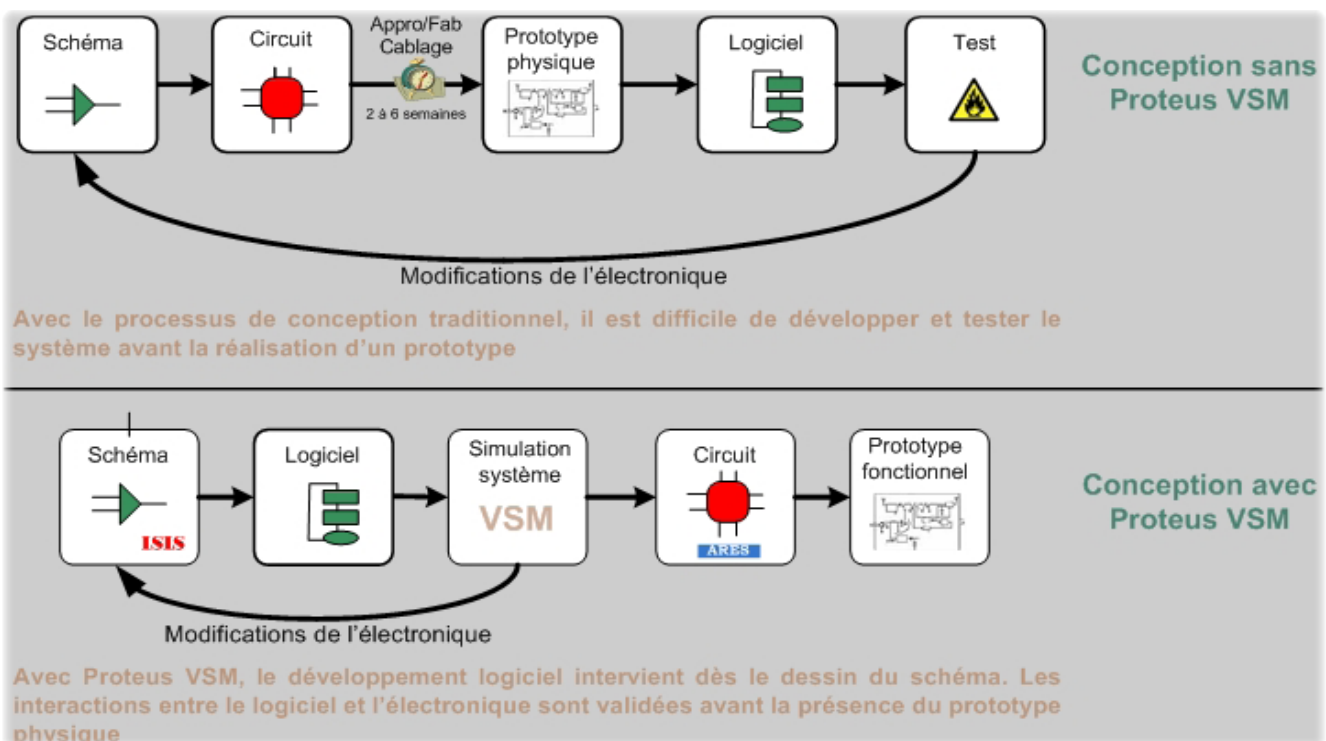 Schéma
Circuit
Appro/Fab
Cablage
2 à 6 semaines
Prototype
physique
Logiciel
Test
Conception sans
Proteus VSM
Modifications de l'électronique
Avec le processus de conception traditionnel, il est difficile de développer et tester le
système avant la réalisation d'un prototype
Schéma
ISIS
Logiciel
Simulation
système
VSM
Circuit
ARES
Prototype
fonctionnel
Conception avec
Proteus VSM
Modifications de l'électronique
Avec Proteus VSM, le développement logiciel intervient dès le dessin du schéma. Les
interactions entre le logiciel et l'électronique sont validées avant la présence du prototype
physique